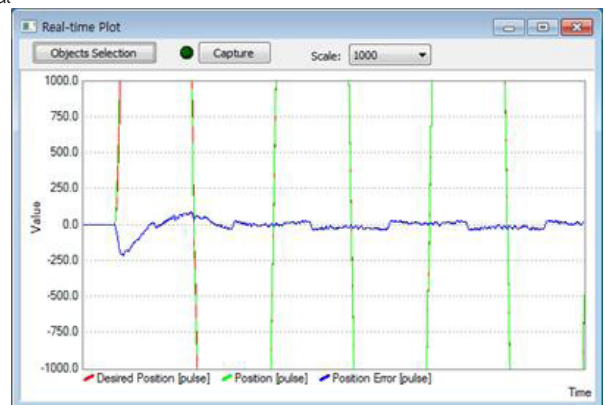 Real-time Plot
Objects Selection Capture Scale: 1000
1000.0
750.0
500.0
250.0
0.0
-250.0
-500.0
-750.0
-1000.0
Value
Desired Position [pulse] Position [pulse] Position Error [pulse]
Time